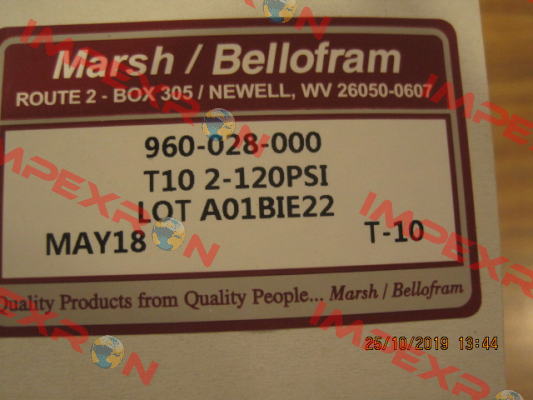 Marsh / Bellofram
ROUTE 2 - BOX 305 / NEWELL, WV 26050-0607
960-028-000
T10 2-120PSI
LOT A01BIE22
MAY18 T-10
Quality Products from Quality People... Marsh / Bellofram
25/10/2019 13:44
IMPEXRON